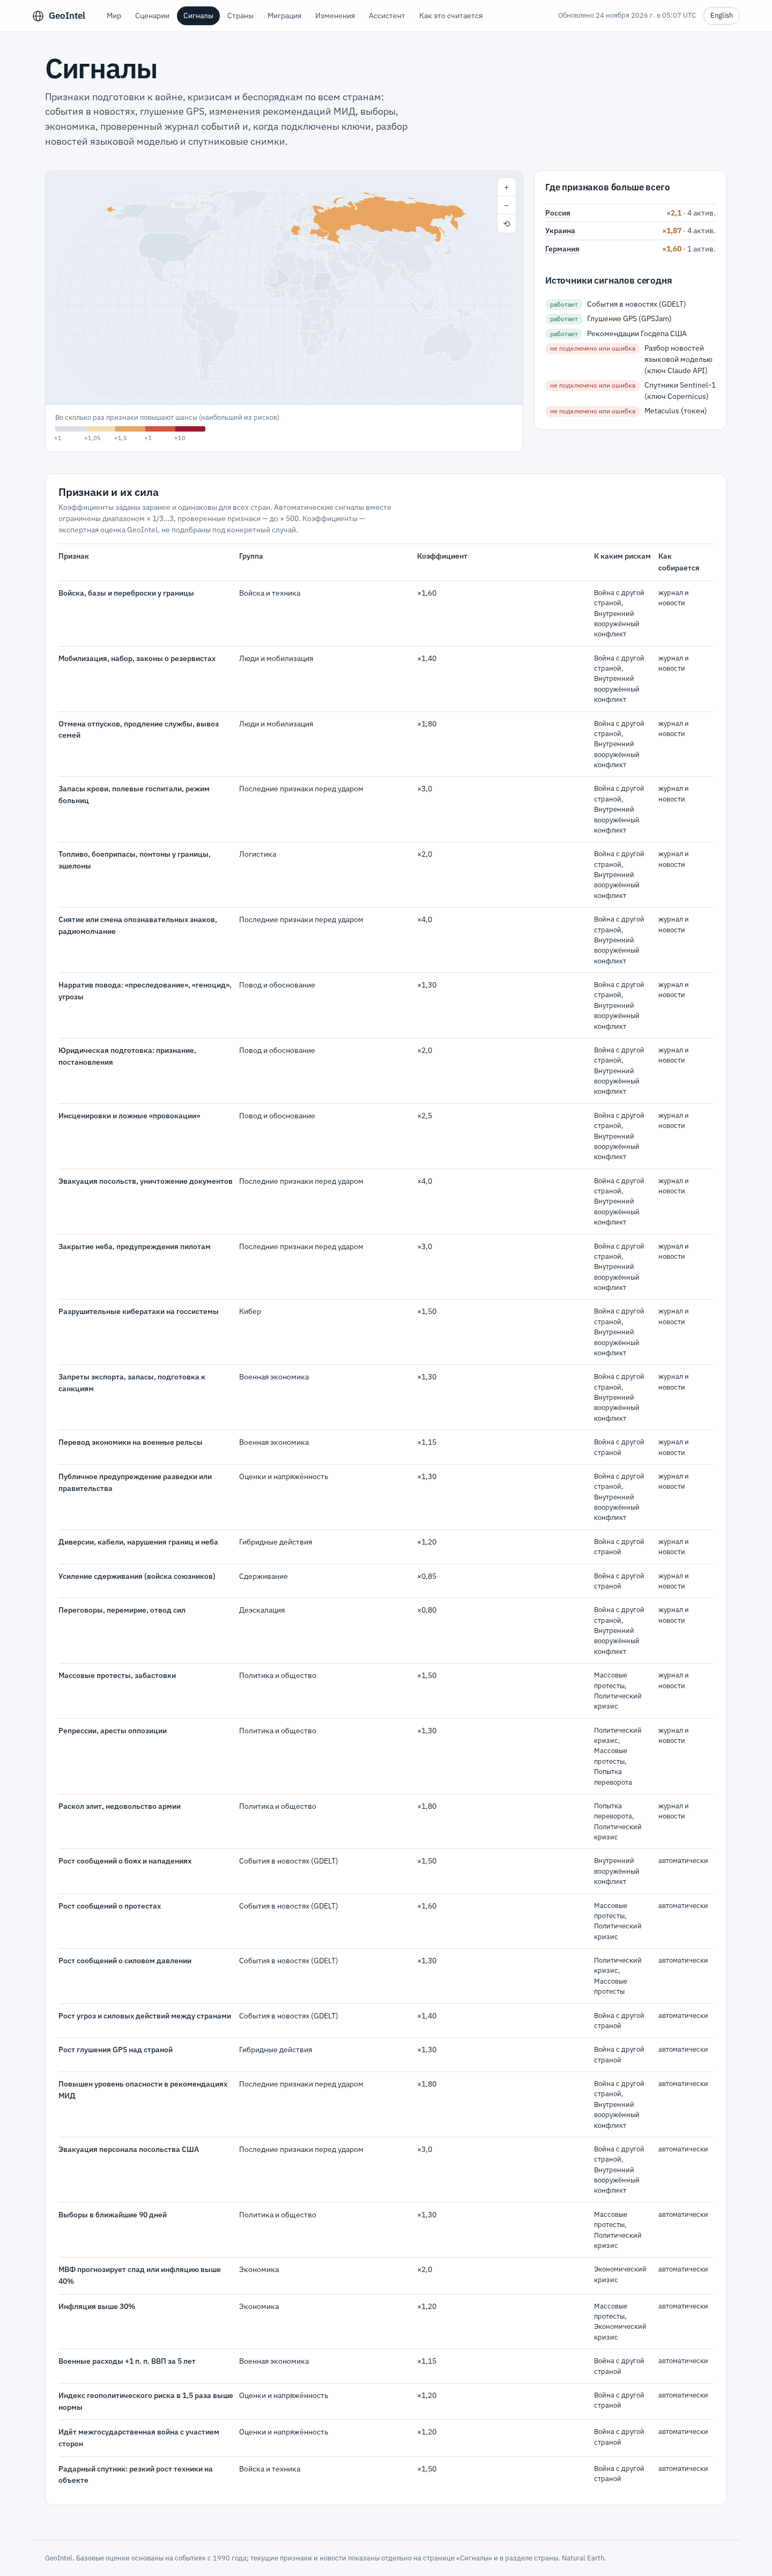 GeoIntel Мир Сценарии Сигналы Страны Миграция Изменения Ассистент Как это считается Обновлено 24 ноября 2026 г. в 05:07 UTC English
Сигналы
Признаки подготовки к войне, кризисам и беспорядкам по всем странам:
события в новостях, глушение GPS, изменения рекомендаций МИД, выборы,
экономика, проверенный журнал событий и, когда подключены ключи, разбор
новостей языковой моделью и спутниковые снимки.
+
−
⟲
Во сколько раз признаки повышают шансы (наибольший из рисков)
×1 ×1,05 ×1,5 ×3 ×10
Где признаков больше всего
Россия ×2,1 · 4 актив.
Украина ×1,87 · 4 актив.
Германия ×1,60 · 1 актив.
Источники сигналов сегодня
работает События в новостях (GDELT)
работает Глушение GPS (GPSJam)
работает Рекомендации Госдепа США
не подключено или ошибка Разбор новостей
языковой моделью
(ключ Claude API)
не подключено или ошибка Спутники Sentinel-1
(ключ Copernicus)
не подключено или ошибка Metaculus (токен)
Признаки и их сила
Коэффициенты заданы заранее и одинаковы для всех стран. Автоматические сигналы вместе
ограничены диапазоном × 1/3…3, проверенные признаки — до × 500. Коэффициенты —
экспертная оценка GeoIntel, не подобраны под конкретный случай.
Признак Группа Коэффициент К каким рискам Как
собирается
Войска, базы и переброски у границы Войска и техника ×1,60 Война с другой журнал и
страной, новости
Внутренний
вооружённый
конфликт
Мобилизация, набор, законы о резервистах Люди и мобилизация ×1,40 Война с другой журнал и
страной, новости
Внутренний
вооружённый
конфликт
Отмена отпусков, продление службы, вывоз Люди и мобилизация ×1,80 Война с другой журнал и
семей страной, новости
Внутренний
вооружённый
конфликт
Запасы крови, полевые госпитали, режим Последние признаки перед ударом ×3,0 Война с другой журнал и
больниц страной, новости
Внутренний
вооружённый
конфликт
Топливо, боеприпасы, понтоны у границы, Логистика ×2,0 Война с другой журнал и
эшелоны страной, новости
Внутренний
вооружённый
конфликт
Снятие или смена опознавательных знаков, Последние признаки перед ударом ×4,0 Война с другой журнал и
радиомолчание страной, новости
Внутренний
вооружённый
конфликт
Нарратив повода: «преследование», «геноцид», Повод и обоснование ×1,30 Война с другой журнал и
угрозы страной, новости
Внутренний
вооружённый
конфликт
Юридическая подготовка: признание, Повод и обоснование ×2,0 Война с другой журнал и
постановления страной, новости
Внутренний
вооружённый
конфликт
Инсценировки и ложные «провокации» Повод и обоснование ×2,5 Война с другой журнал и
страной, новости
Внутренний
вооружённый
конфликт
Эвакуация посольств, уничтожение документов Последние признаки перед ударом ×4,0 Война с другой журнал и
страной, новости
Внутренний
вооружённый
конфликт
Закрытие неба, предупреждения пилотам Последние признаки перед ударом ×3,0 Война с другой журнал и
страной, новости
Внутренний
вооружённый
конфликт
Разрушительные кибератаки на госсистемы Кибер ×1,50 Война с другой журнал и
страной, новости
Внутренний
вооружённый
конфликт
Запреты экспорта, запасы, подготовка к Военная экономика ×1,30 Война с другой журнал и
санкциям страной, новости
Внутренний
вооружённый
конфликт
Перевод экономики на военные рельсы Военная экономика ×1,15 Война с другой журнал и
страной новости
Публичное предупреждение разведки или Оценки и напряжённость ×1,30 Война с другой журнал и
правительства страной, новости
Внутренний
вооружённый
конфликт
Диверсии, кабели, нарушения границ и неба Гибридные действия ×1,20 Война с другой журнал и
страной новости
Усиление сдерживания (войска союзников) Сдерживание ×0,85 Война с другой журнал и
страной новости
Переговоры, перемирие, отвод сил Деэскалация ×0,80 Война с другой журнал и
страной, новости
Внутренний
вооружённый
конфликт
Массовые протесты, забастовки Политика и общество ×1,50 Массовые журнал и
протесты, новости
Политический
кризис
Репрессии, аресты оппозиции Политика и общество ×1,30 Политический журнал и
кризис, новости
Массовые
протесты,
Попытка
переворота
Раскол элит, недовольство армии Политика и общество ×1,80 Попытка журнал и
переворота, новости
Политический
кризис
Рост сообщений о боях и нападениях События в новостях (GDELT) ×1,50 Внутренний автоматически
вооружённый
конфликт
Рост сообщений о протестах События в новостях (GDELT) ×1,60 Массовые автоматически
протесты,
Политический
кризис
Рост сообщений о силовом давлении События в новостях (GDELT) ×1,30 Политический автоматически
кризис,
Массовые
протесты
Рост угроз и силовых действий между странами События в новостях (GDELT) ×1,40 Война с другой автоматически
страной
Рост глушения GPS над страной Гибридные действия ×1,30 Война с другой автоматически
страной
Повышен уровень опасности в рекомендациях Последние признаки перед ударом ×1,80 Война с другой автоматически
МИД страной,
Внутренний
вооружённый
конфликт
Эвакуация персонала посольства США Последние признаки перед ударом ×3,0 Война с другой автоматически
страной,
Внутренний
вооружённый
конфликт
Выборы в ближайшие 90 дней Политика и общество ×1,30 Массовые автоматически
протесты,
Политический
кризис
МВФ прогнозирует спад или инфляцию выше Экономика ×2,0 Экономический автоматически
40% кризис
Инфляция выше 30% Экономика ×1,20 Массовые автоматически
протесты,
Экономический
кризис
Военные расходы +1 п. п. ВВП за 5 лет Военная экономика ×1,15 Война с другой автоматически
страной
Индекс геополитического риска в 1,5 раза выше Оценки и напряжённость ×1,20 Война с другой автоматически
нормы страной
Идёт межгосударственная война с участием Оценки и напряжённость ×1,20 Война с другой автоматически
сторон страной
Радарный спутник: резкий рост техники на Войска и техника ×1,50 Война с другой автоматически
объекте страной
GeoIntel. Базовые оценки основаны на событиях с 1990 года; текущие признаки и новости показаны отдельно на странице «Сигналы» и в разделе страны. Natural Earth.